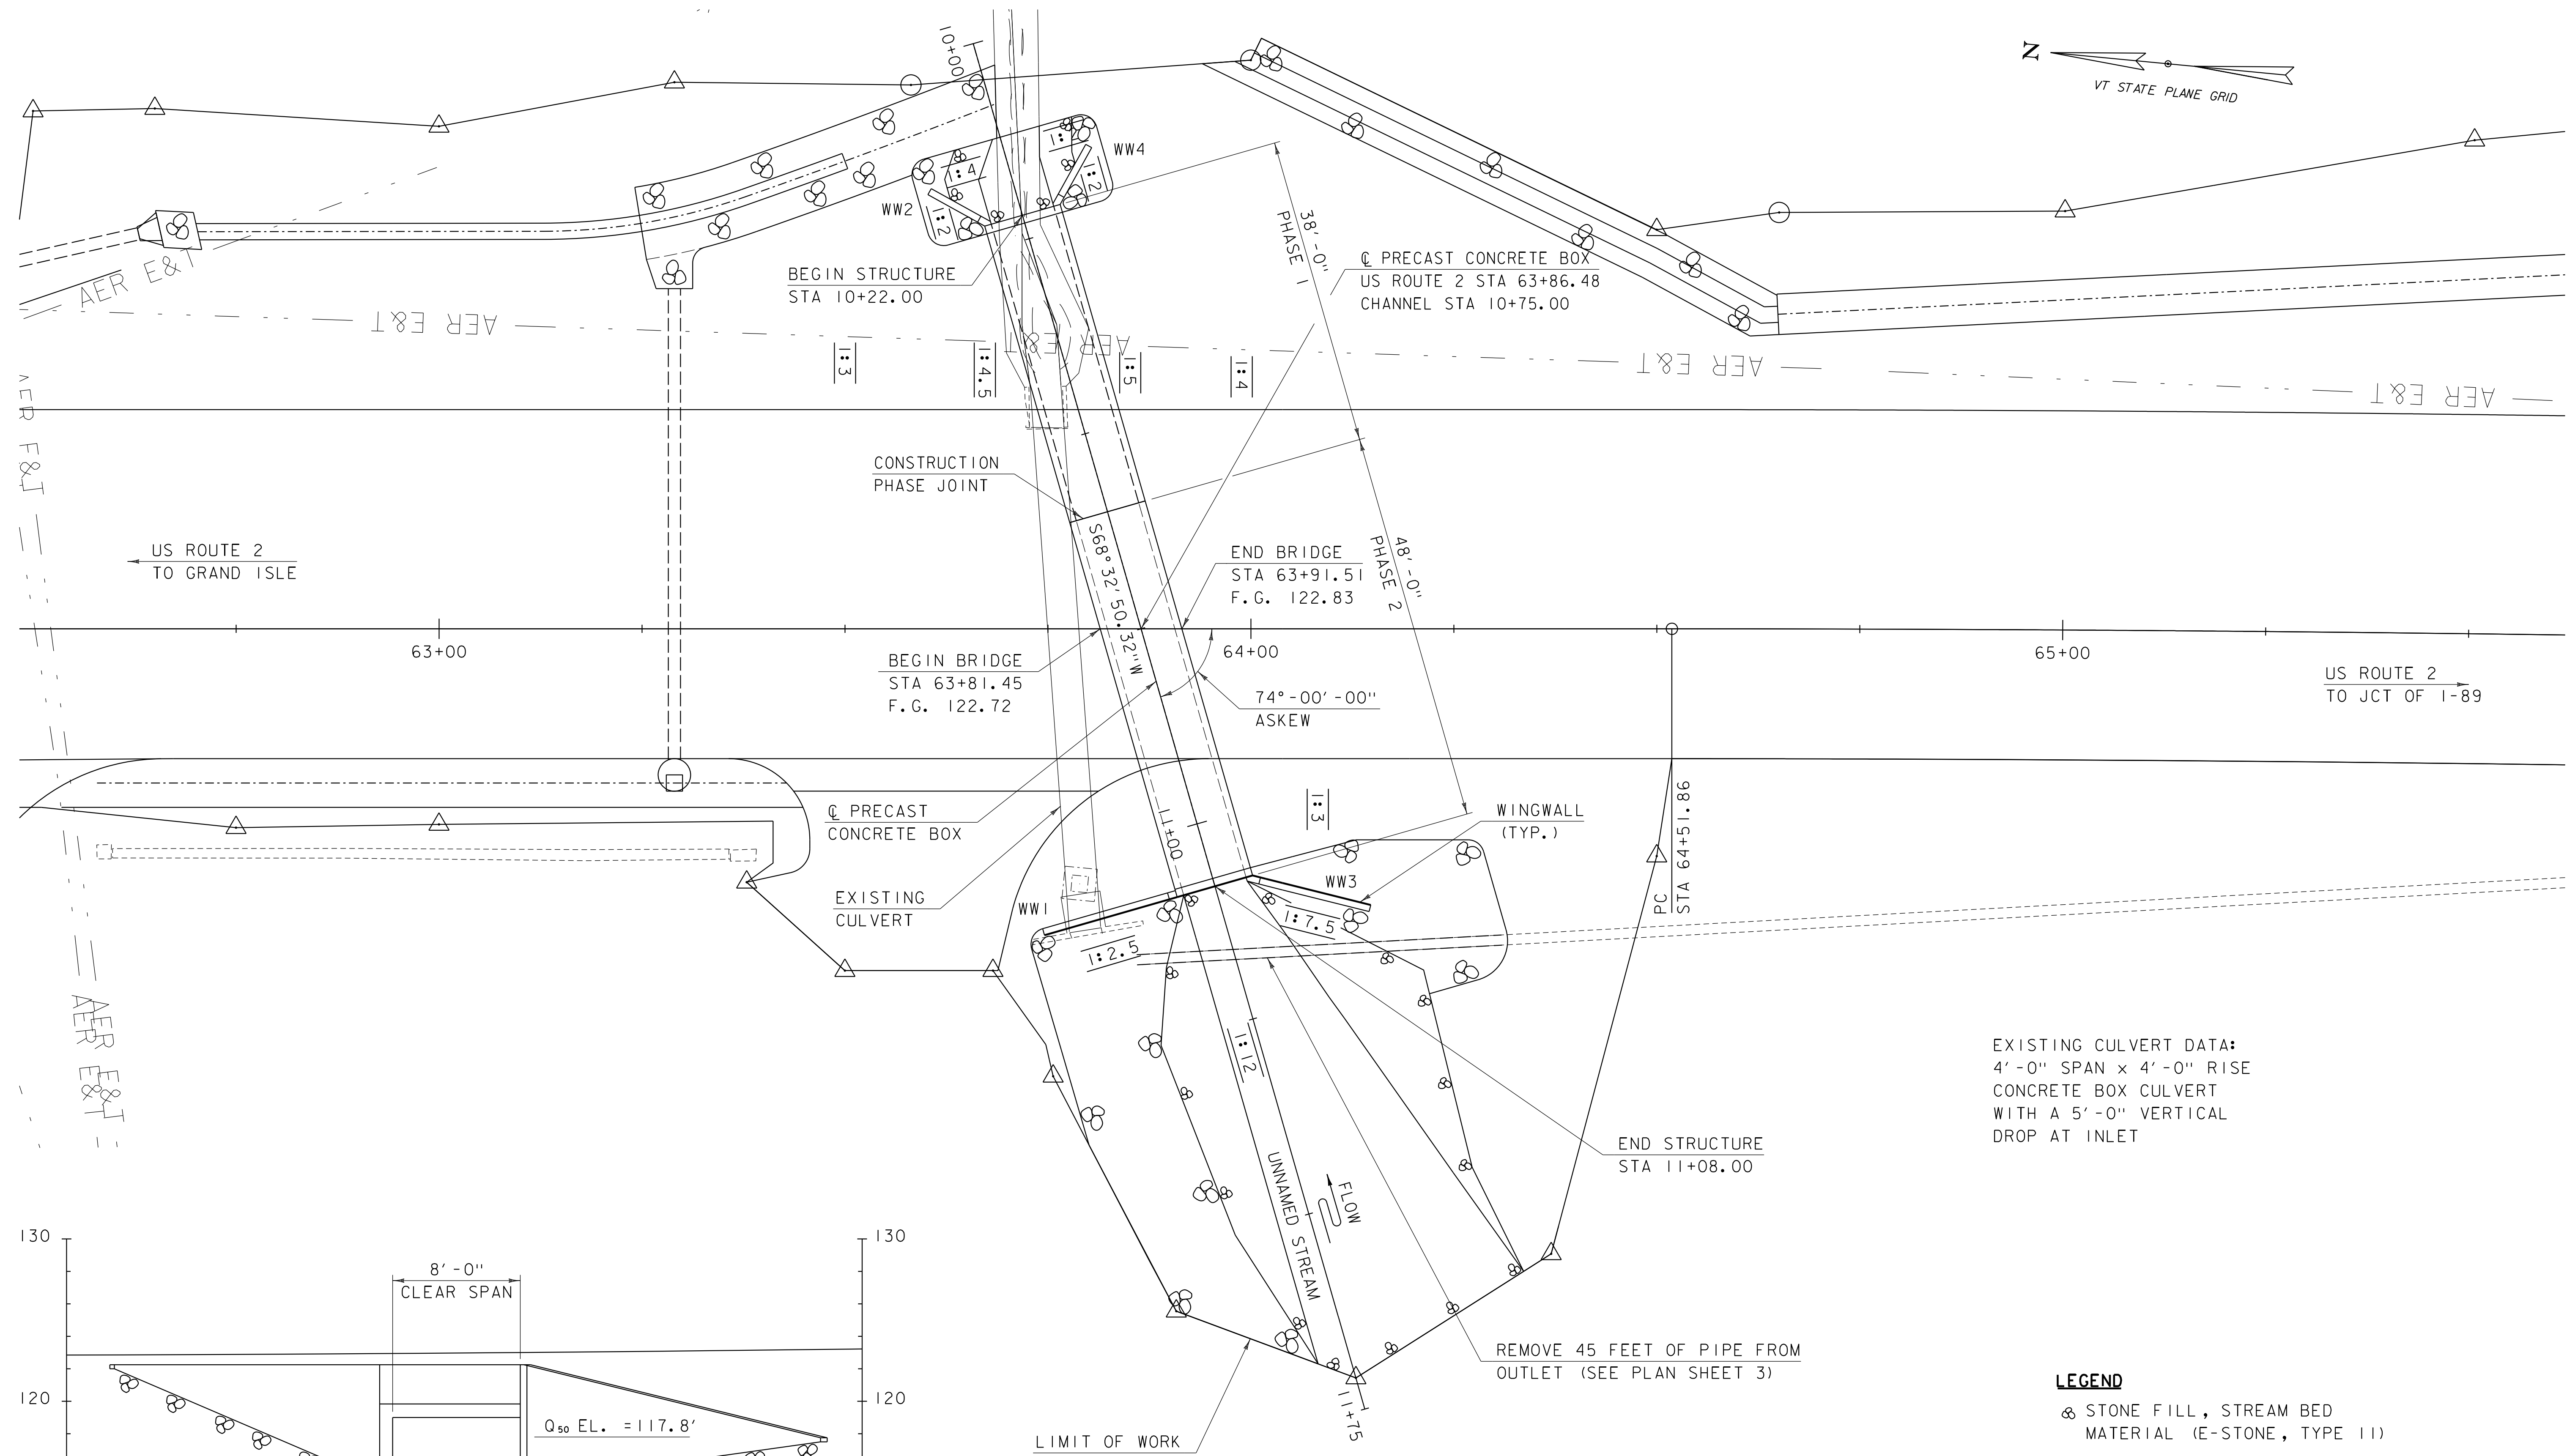 10+00
N
VT STATE PLANE GRID
1:2
WW4
1:4
1:2
WW2
1:2
38'-0"
PHASE 1
BEGIN STRUCTURE
STA 10+22.00
℄ PRECAST CONCRETE BOX
US ROUTE 2 STA 63+86.48
CHANNEL STA 10+75.00
AER E&T
AER E&T
AER E&T
AER E&T
AER E&T
1:3
1:4.5
1:5
1:4
AER E&T
CONSTRUCTION
PHASE JOINT
S68°32'50.32"W
US ROUTE 2
TO GRAND ISLE
END BRIDGE
STA 63+91.51
F.G. 122.83
48'-0"
PHASE 2
63+00
64+00
65+00
BEGIN BRIDGE
STA 63+81.45
F.G. 122.72
74°-00'-00"
ASKEW
US ROUTE 2
TO JCT OF I-89
℄ PRECAST
CONCRETE BOX
11+00
1:3
WINGWALL
(TYP.)
PC
STA 64+51.86
EXISTING
CULVERT
WW1
WW3
1:7.5
1:2.5
AER E&T
AER E&T
1:12
EXISTING CULVERT DATA:
4'-0" SPAN x 4'-0" RISE
CONCRETE BOX CULVERT
WITH A 5'-0" VERTICAL
DROP AT INLET
END STRUCTURE
STA 11+08.00
UNNAMED STREAM
FLOW
130
130
8'-0"
CLEAR SPAN
REMOVE 45 FEET OF PIPE FROM
OUTLET (SEE PLAN SHEET 3)
11+75
120
120
Q₅₀ EL. =117.8'
LIMIT OF WORK
LEGEND
STONE FILL, STREAM BED
MATERIAL (E-STONE, TYPE II)